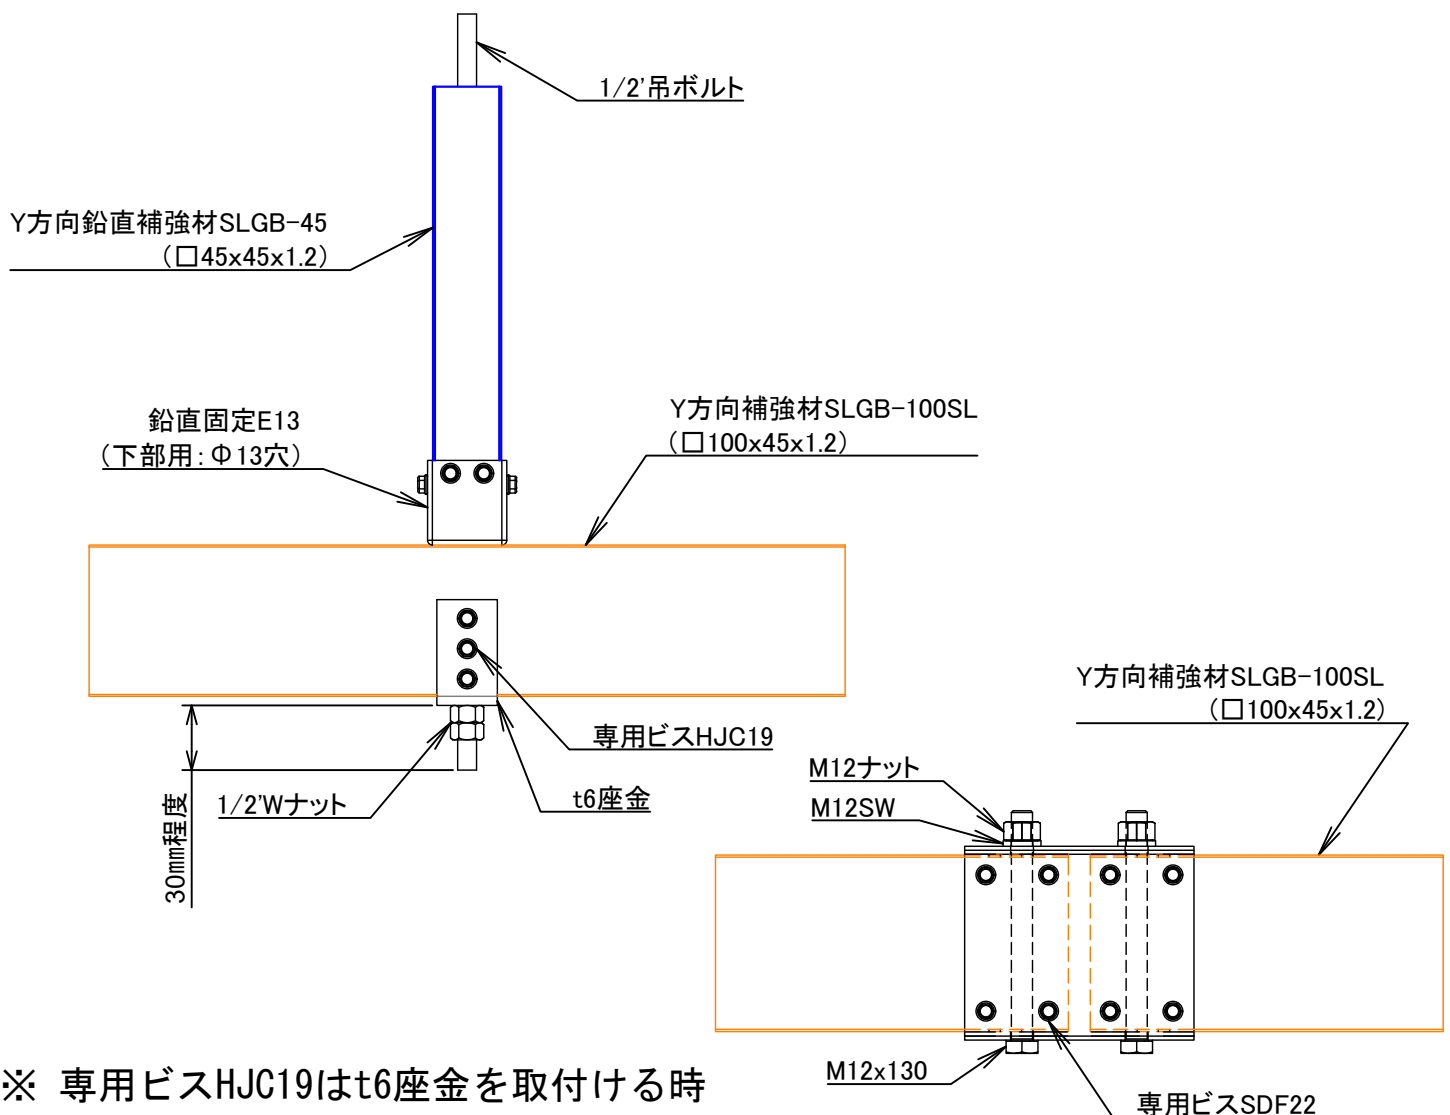 1/2'吊ボルト
Y方向鉛直補強材SLGB-45
(□45x45x1.2)
鉛直固定E13
(下部用:Φ13穴)
Y方向補強材SLGB-100SL
(□100x45x1.2)
専用ビスHJC19
t6座金
1/2'Wナット
30mm程度
Y方向補強材SLGB-100SL
(□100x45x1.2)
M12ナット
M12SW
M12x130
専用ビスSDF22
※ 専用ビスHJC19はt6座金を取付ける時